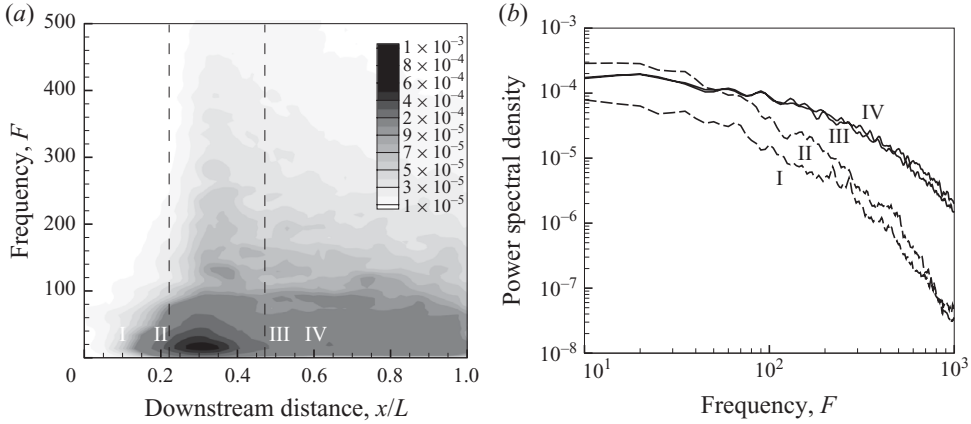 (a)
500
400
300
200
100
Frequency, F
1 × 10⁻³
8 × 10⁻⁴
6 × 10⁻⁴
4 × 10⁻⁴
2 × 10⁻⁴
9 × 10⁻⁵
7 × 10⁻⁵
5 × 10⁻⁵
3 × 10⁻⁵
1 × 10⁻⁵
I II III IV
0 0.2 0.4 0.6 0.8 1.0
Downstream distance, x/L
(b)
10⁻³
10⁻⁴
10⁻⁵
10⁻⁶
10⁻⁷
10⁻⁸
Power spectral density
IV
III
II
I
10¹ 10² 10³
Frequency, F